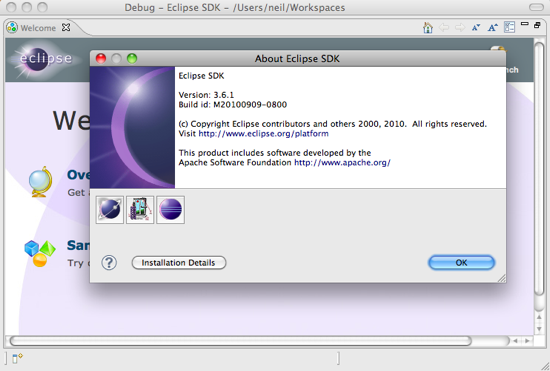 Debug – Eclipse SDK – /Users/neil/Workspaces
Welcome
eclipse
About Eclipse SDK
Eclipse SDK
Version: 3.6.1
Build id: M20100909-0800
(c) Copyright Eclipse contributors and others 2000, 2010.  All rights reserved.
Visit http://www.eclipse.org/platform
This product includes software developed by the
Apache Software Foundation http://www.apache.org/
We
Ove
Get a
San
Try o
nch
? Installation Details OK